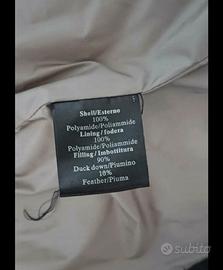 Shell/Esterno
100%
Polyamide/Poliammide
Lining/fodera
100%
Polyamide/Poliammide
Filling/Imbottitura
90%
Duck down/Piumino
10%
Feather/Piuma
subito